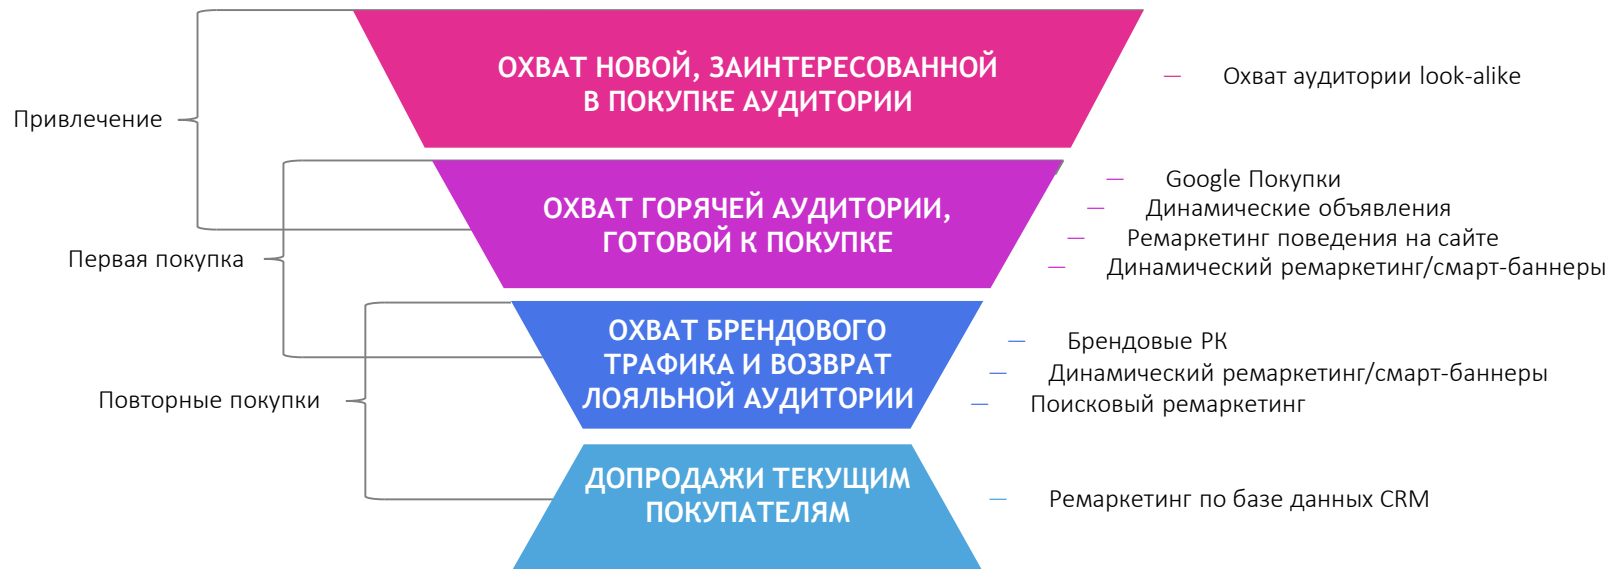 ОХВАТ НОВОЙ, ЗАИНТЕРЕСОВАННОЙ
В ПОКУПКЕ АУДИТОРИИ
Охват аудитории look-alike
Привлечение
ОХВАТ ГОРЯЧЕЙ АУДИТОРИИ,
ГОТОВОЙ К ПОКУПКЕ
Google Покупки
Динамические объявления
Ремаркетинг поведения на сайте
Динамический ремаркетинг/смарт-баннеры
Первая покупка
ОХВАТ БРЕНДОВОГО
ТРАФИКА И ВОЗВРАТ
ЛОЯЛЬНОЙ АУДИТОРИИ
Брендовые РК
Динамический ремаркетинг/смарт-баннеры
Поисковый ремаркетинг
Повторные покупки
ДОПРОДАЖИ ТЕКУЩИМ
ПОКУПАТЕЛЯМ
Ремаркетинг по базе данных CRM